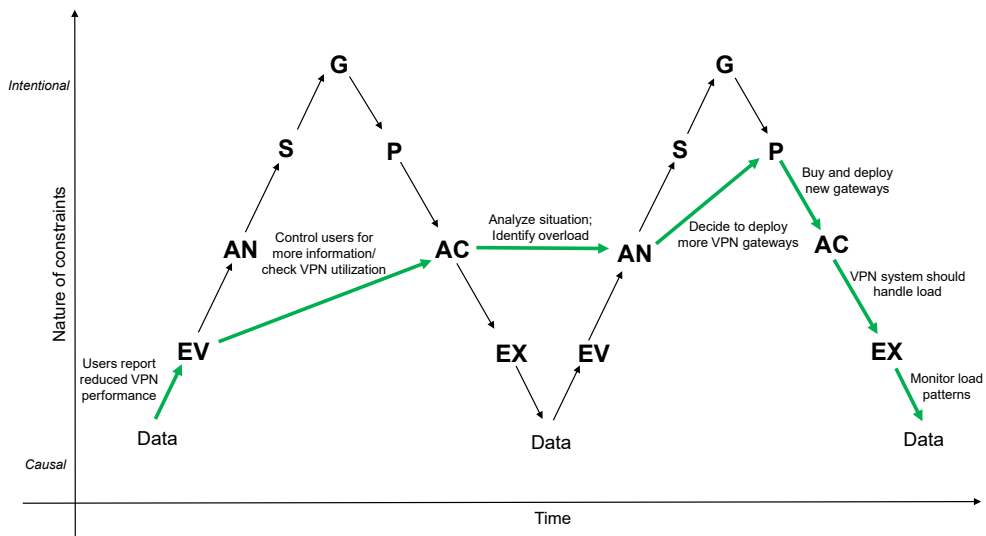 G
G
Intentional
S
P
S
P
Buy and deploy
new gateways
Nature of constraints
AN
Control users for
more information/
check VPN utilization
AC
Analyze situation;
Identify overload
AN
Decide to deploy
more VPN gateways
AC
VPN system should
handle load
EV
Users report
reduced VPN
performance
EX
EV
EX
Monitor load
patterns
Data
Data
Data
Causal
Time